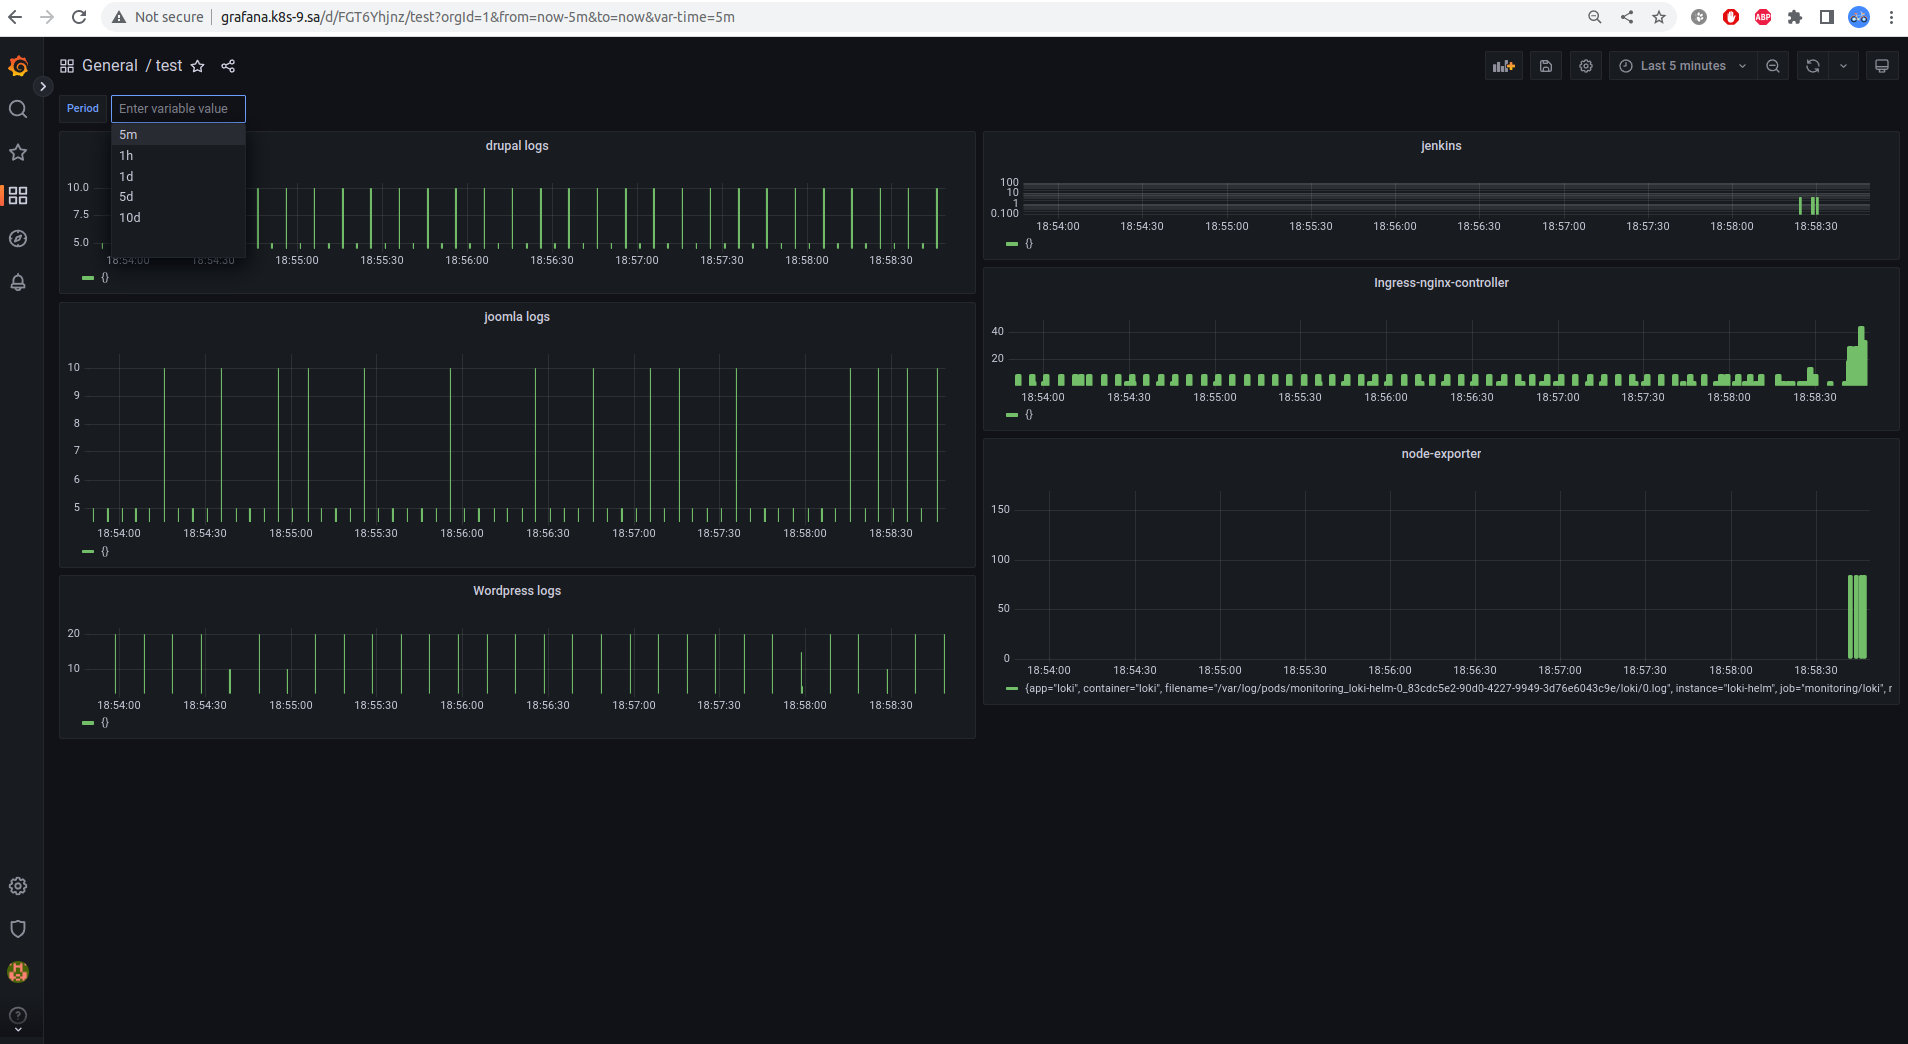 Not secure | grafana.k8s-9.sa/d/FGT6Yhjnz/test?orgId=1&from=now-5m&to=now&var-time=5m
ABP
General / test
Last 5 minutes
Period
Enter variable value
5m
1h
1d
5d
10d
drupal logs
10.0
7.5
5.0
18:54:00 18:54:30 18:55:00 18:55:30 18:56:00 18:56:30 18:57:00 18:57:30 18:58:00 18:58:30
{}
joomla logs
10
9
8
7
6
5
18:54:00 18:54:30 18:55:00 18:55:30 18:56:00 18:56:30 18:57:00 18:57:30 18:58:00 18:58:30
{}
Wordpress logs
20
10
18:54:00 18:54:30 18:55:00 18:55:30 18:56:00 18:56:30 18:57:00 18:57:30 18:58:00 18:58:30
{}
jenkins
100
10
1
0.100
18:54:00 18:54:30 18:55:00 18:55:30 18:56:00 18:56:30 18:57:00 18:57:30 18:58:00 18:58:30
{}
Ingress-nginx-controller
40
20
18:54:00 18:54:30 18:55:00 18:55:30 18:56:00 18:56:30 18:57:00 18:57:30 18:58:00 18:58:30
{}
node-exporter
150
100
50
0
18:54:00 18:54:30 18:55:00 18:55:30 18:56:00 18:56:30 18:57:00 18:57:30 18:58:00 18:58:30
{app="loki", container="loki", filename="/var/log/pods/monitoring_loki-helm-0_83cdc5e2-90d0-4227-9949-3d76e6043c9e/loki/0.log", instance="loki-helm", job="monitoring/loki",